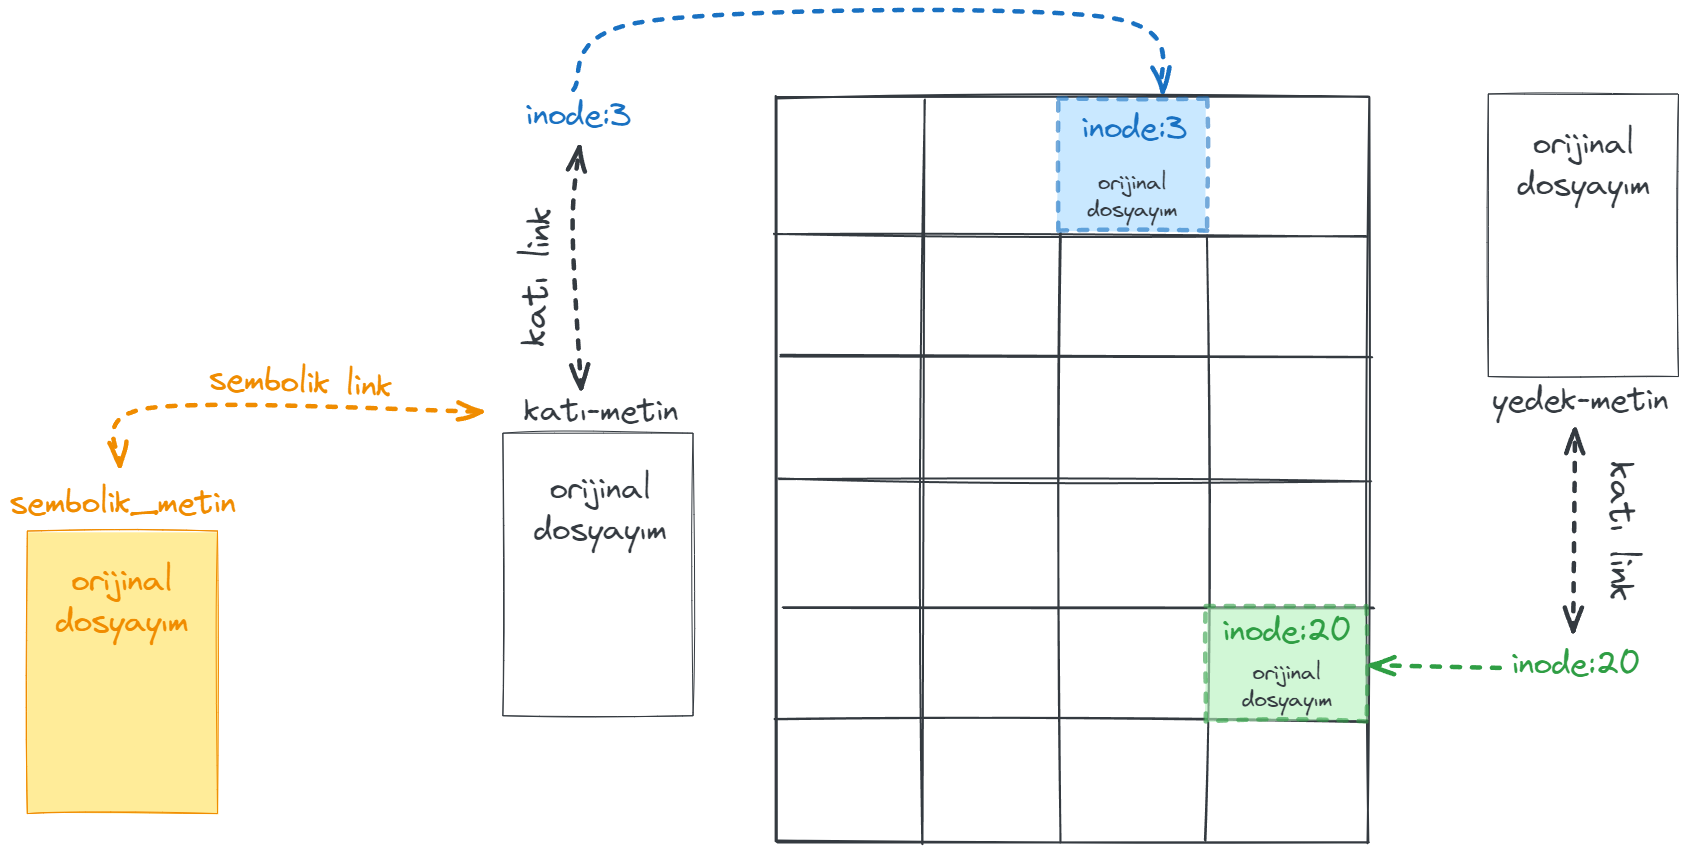 inode:3
katı link
sembolik link
katı-metin
orijinal
dosyayım
sembolik_metin
orijinal
dosyayım
inode:3
orijinal
dosyayım
inode:20
orijinal
dosyayım
orijinal
dosyayım
yedek-metin
katı link
inode:20